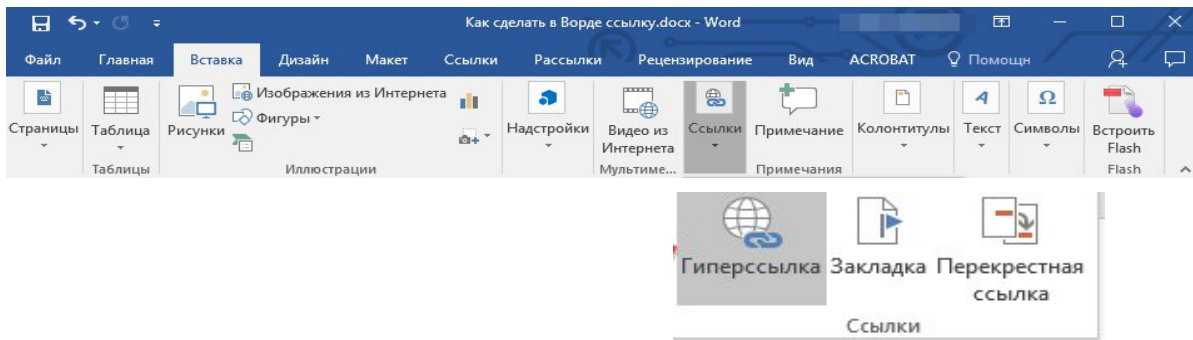 Как сделать в Ворде ссылку.docx - Word
Файл Главная Вставка Дизайн Макет Ссылки Рассылки Рецензирование Вид ACROBAT Помощн
Страницы Таблица Рисунки Изображения из Интернета Фигуры Надстройки Видео из Интернета Ссылки Примечание Колонтитулы Текст Символы Встроить Flash
Таблицы Иллюстрации Мультиме... Примечания Flash
Гиперссылка Закладка Перекрестная
ссылка
Ссылки